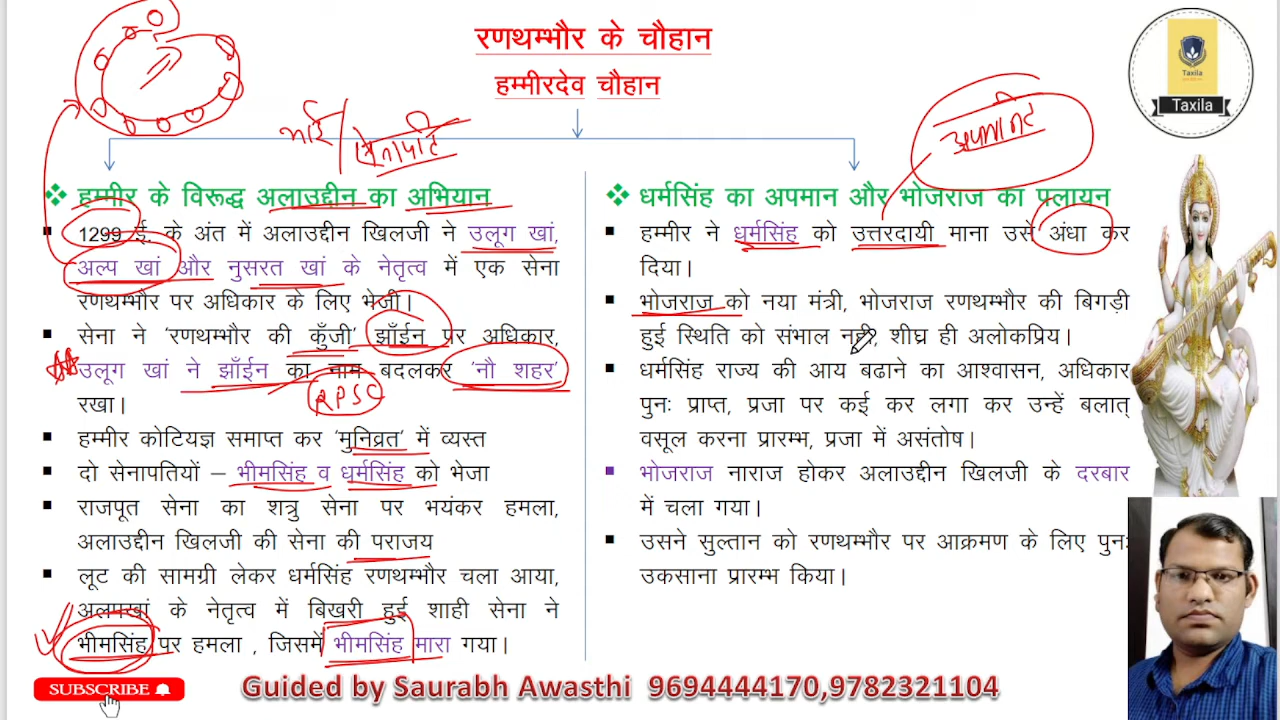 रणथम्भौर के चौहान
हम्मीरदेव चौहान
Taxila
Taxila
भाई/
सेनापति
अपमानित
❖ हम्मीर के विरूद्ध अलाउद्दीन का अभियान
▪ 1299 ई. के अंत में अलाउद्दीन खिलजी ने उलूग खां,
अल्प खां और नुसरत खां के नेतृत्व में एक सेना
रणथम्भौर पर अधिकार के लिए भेजी।
▪ सेना ने 'रणथम्भौर की कुँजी' झाँईन पर अधिकार,
उलूग खां ने झाँईन का नाम बदलकर 'नौ शहर'
रखा।
RPSC
▪ हम्मीर कोटियज्ञ समाप्त कर 'मुनिव्रत' में व्यस्त
▪ दो सेनापतियों – भीमसिंह व धर्मसिंह को भेजा
▪ राजपूत सेना का शत्रु सेना पर भयंकर हमला,
अलाउद्दीन खिलजी की सेना की पराजय
▪ लूट की सामग्री लेकर धर्मसिंह रणथम्भौर चला आया,
अलपखां के नेतृत्व में बिखरी हुई शाही सेना ने
भीमसिंह पर हमला , जिसमें भीमसिंह मारा गया।
❖ धर्मसिंह का अपमान और भोजराज का पलायन
▪ हम्मीर ने धर्मसिंह को उत्तरदायी माना उसे अंधा कर
दिया।
▪ भोजराज को नया मंत्री, भोजराज रणथम्भौर की बिगड़ी
हुई स्थिति को संभाल नही, शीघ्र ही अलोकप्रिय।
▪ धर्मसिंह राज्य की आय बढाने का आश्वासन, अधिकार
पुनः प्राप्त, प्रजा पर कई कर लगा कर उन्हें बलात्
वसूल करना प्रारम्भ, प्रजा में असंतोष।
▪ भोजराज नाराज होकर अलाउद्दीन खिलजी के दरबार
में चला गया।
▪ उसने सुल्तान को रणथम्भौर पर आक्रमण के लिए पुनः
उकसाना प्रारम्भ किया।
SUBSCRIBE
Guided by Saurabh Awasthi 9694444170,9782321104